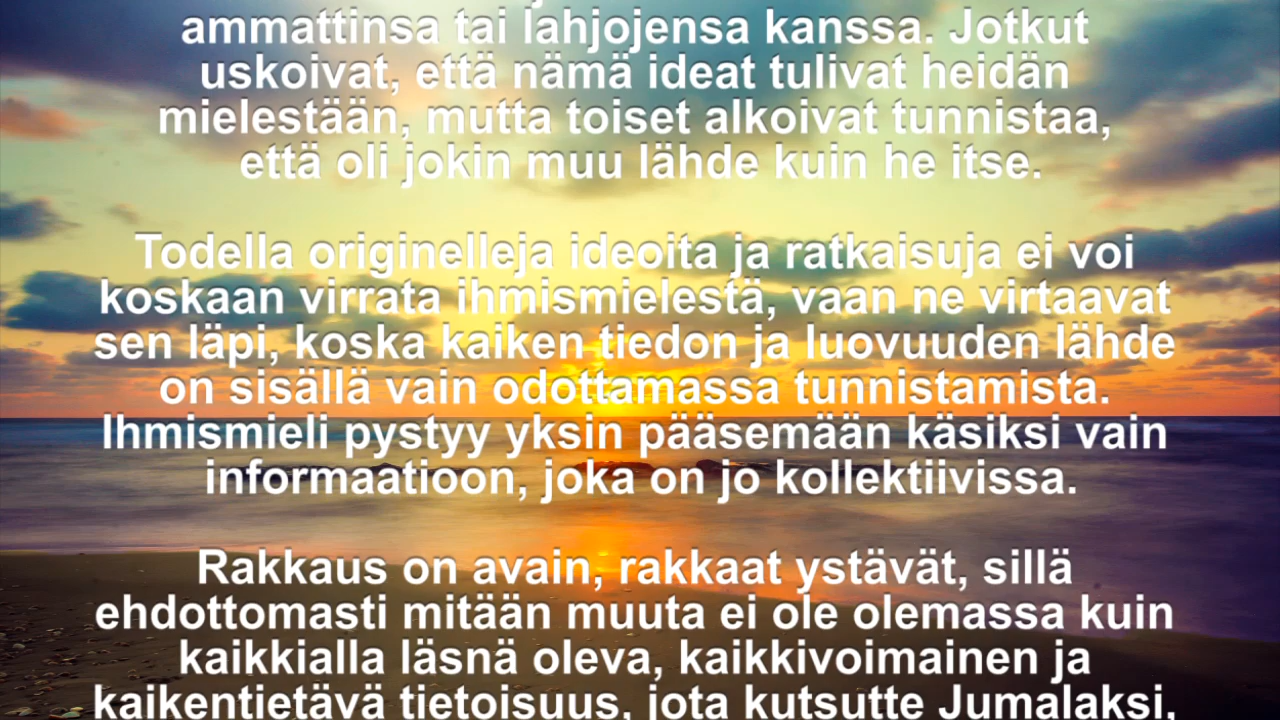 ammattinsa tai lahjojensa kanssa. Jotkut
uskoivat, että nämä ideat tulivat heidän
mielestään, mutta toiset alkoivat tunnistaa,
että oli jokin muu lähde kuin he itse.
Todella originelleja ideoita ja ratkaisuja ei voi
koskaan virrata ihmismielestä, vaan ne virtaavat
sen läpi, koska kaiken tiedon ja luovuuden lähde
on sisällä vain odottamassa tunnistamista.
Ihmismieli pystyy yksin pääsemään käsiksi vain
informaatioon, joka on jo kollektiivissa.
Rakkaus on avain, rakkaat ystävät, sillä
ehdottomasti mitään muuta ei ole olemassa kuin
kaikkialla läsnä oleva, kaikkivoimainen ja
kaikentietävä tietoisuus, jota kutsutte Jumalaksi,